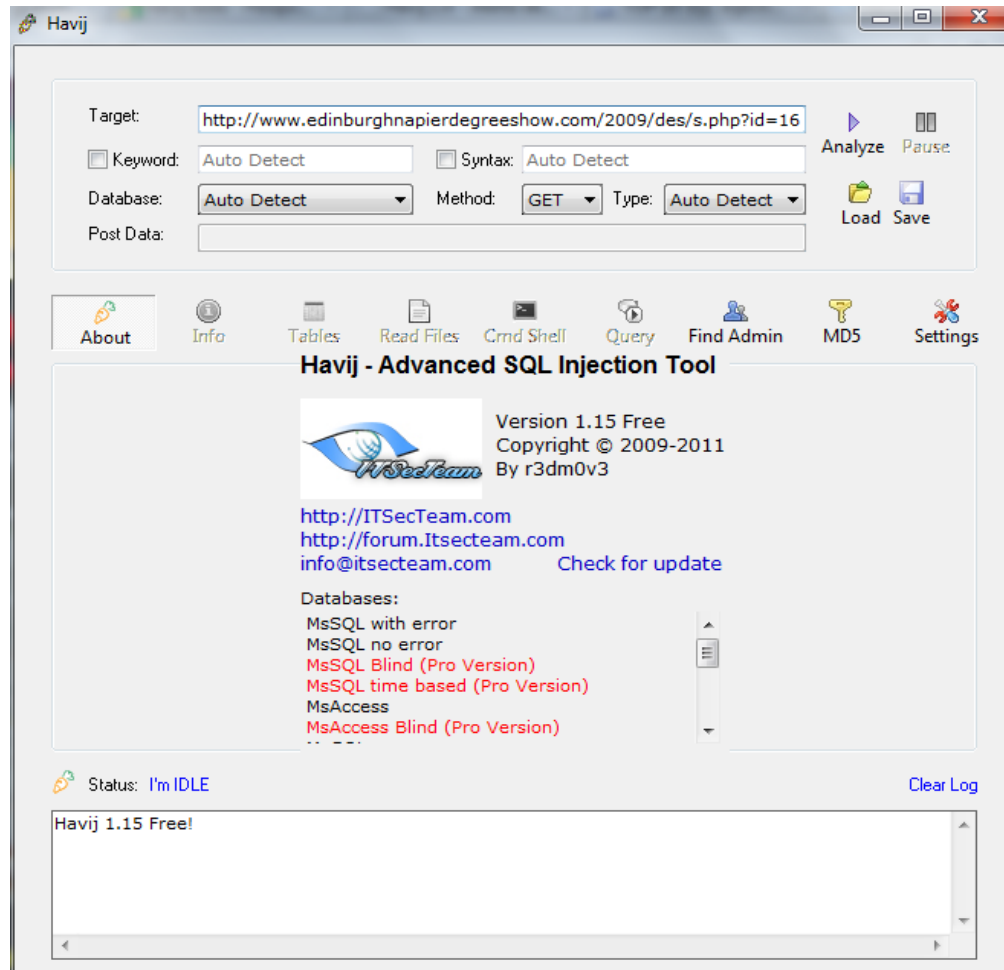 Havij
Target:
http://www.edinburghnapierdegreeshow.com/2009/des/s.php?id=16
Analyze
Pause
Keyword:
Auto Detect
Syntax:
Auto Detect
Database:
Auto Detect
Method:
GET
Type:
Auto Detect
Load
Save
Post Data:
About
Info
Tables
Read Files
Cmd Shell
Query
Find Admin
MD5
Settings
Havij - Advanced SQL Injection Tool
ITSecTeam
Version 1.15 Free
Copyright © 2009-2011
By r3dm0v3
http://ITSecTeam.com
http://forum.Itsecteam.com
info@itsecteam.com
Check for update
Databases:
MsSQL with error
MsSQL no error
MsSQL Blind (Pro Version)
MsSQL time based (Pro Version)
MsAccess
MsAccess Blind (Pro Version)
Status: I'm IDLE
Clear Log
Havij 1.15 Free!